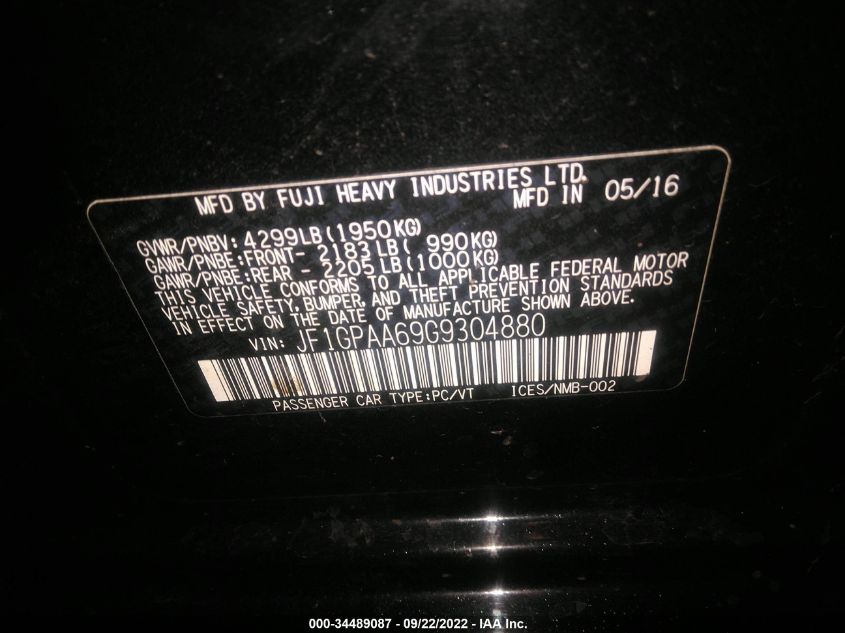 MFD BY FUJI HEAVY INDUSTRIES LTD.
MFD IN 05/16
GVWR/PNBV: 4299LB(1950KG)
GAWR/PNBE:FRONT- 2183LB( 990KG)
GAWR/PNBE:REAR - 2205LB(1000KG)
THIS VEHICLE CONFORMS TO ALL APPLICABLE FEDERAL MOTOR
VEHICLE SAFETY, BUMPER, AND THEFT PREVENTION STANDARDS
IN EFFECT ON THE DATE OF MANUFACTURE SHOWN ABOVE.
VIN: JF1GPAA69G9304880
PASSENGER CAR TYPE:PC/VT ICES/NMB-002
000-34489087 - 09/22/2022 - IAA Inc.